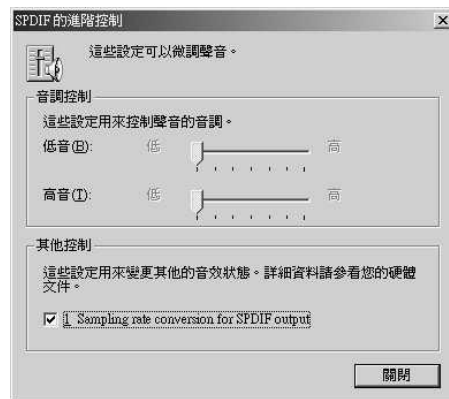 SPDIF 的進階控制
這些設定可以微調聲音。
音調控制
這些設定用來控制聲音的音調。
低音(B): 低 高
高音(T): 低 高
其他控制
這些設定用來變更其他的音效狀態。詳細資料請參看您的硬體
文件。
1 Sampling rate conversion for SPDIF output
關閉